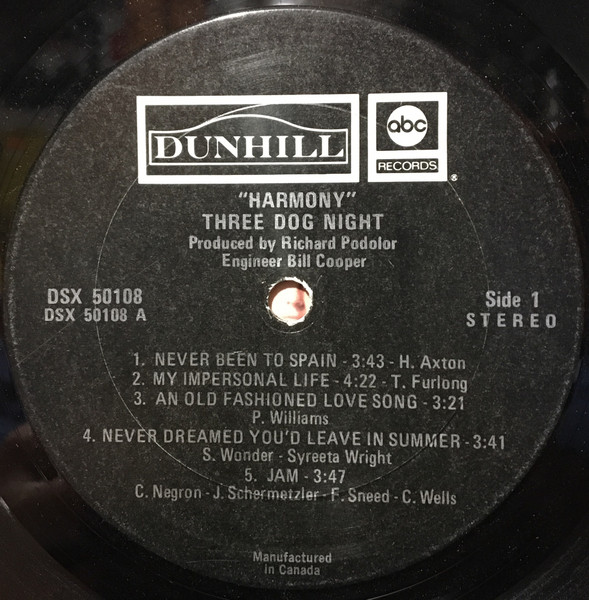 DUNHILL
abc
RECORDS
®
"HARMONY"
THREE DOG NIGHT
Produced by Richard Podolor
Engineer Bill Cooper
DSX 50108
DSX 50108 A
Side 1
STEREO
1. NEVER BEEN TO SPAIN - 3:43 - H. Axton
2. MY IMPERSONAL LIFE - 4:22 - T. Furlong
3. AN OLD FASHIONED LOVE SONG - 3:21
P. Williams
4. NEVER DREAMED YOU'D LEAVE IN SUMMER - 3:41
S. Wonder - Syreeta Wright
5. JAM - 3:47
C. Negron - J. Schermetzler - F. Sneed - C. Wells
Manufactured
In Canada